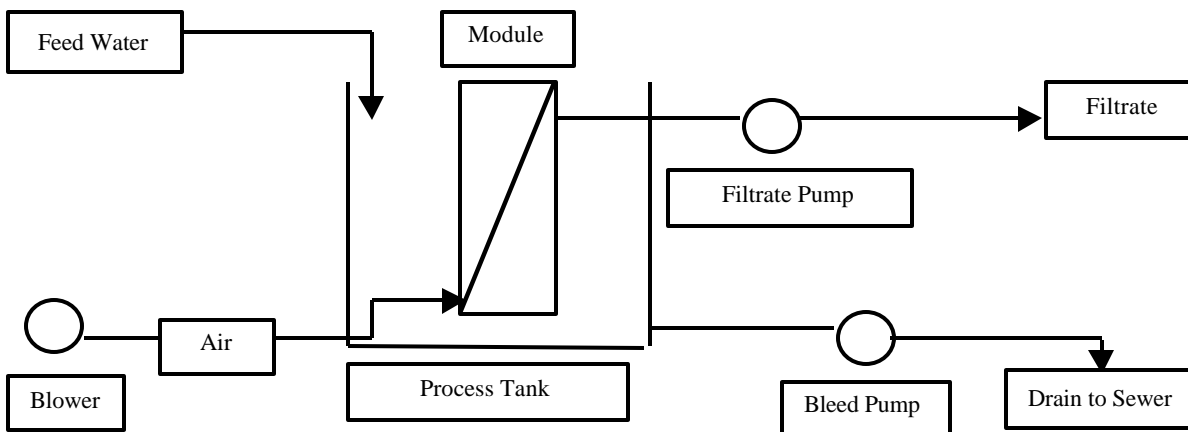 Feed Water
Module
Filtrate
Filtrate Pump
Air
Blower
Process Tank
Bleed Pump
Drain to Sewer